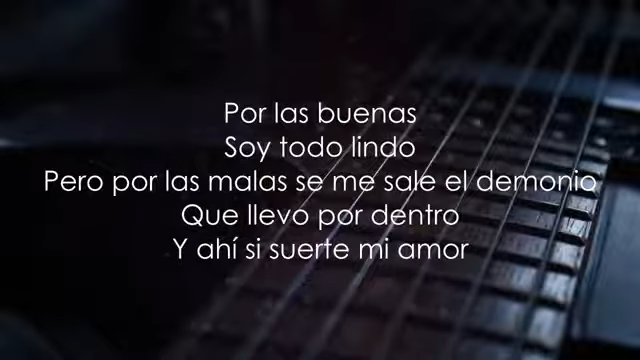 Por las buenas
Soy todo lindo
Pero por las malas se me sale el demonio
Que llevo por dentro
Y ahí si suerte mi amor